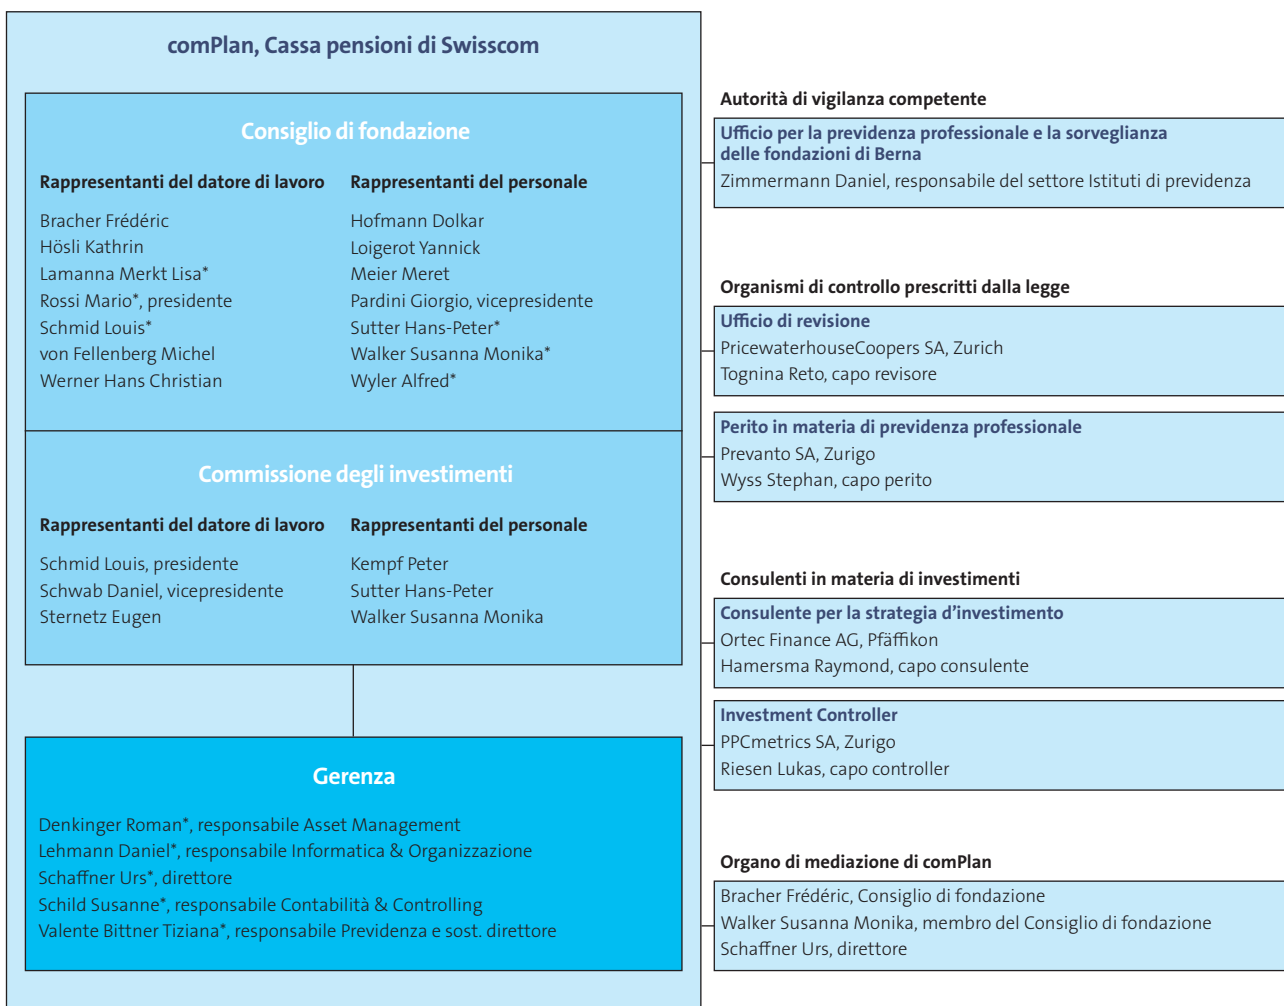 comPlan, Cassa pensioni di Swisscom
Consiglio di fondazione
Rappresentanti del datore di lavoro
Bracher Frédéric
Hösli Kathrin
Lamanna Merkt Lisa*
Rossi Mario*, presidente
Schmid Louis*
von Fellenberg Michel
Werner Hans Christian
Rappresentanti del personale
Hofmann Dolkar
Loigerot Yannick
Meier Meret
Pardini Giorgio, vicepresidente
Sutter Hans-Peter*
Walker Susanna Monika*
Wyler Alfred*
Commissione degli investimenti
Rappresentanti del datore di lavoro
Schmid Louis, presidente
Schwab Daniel, vicepresidente
Sternetz Eugen
Rappresentanti del personale
Kempf Peter
Sutter Hans-Peter
Walker Susanna Monika
Gerenza
Denkinger Roman*, responsabile Asset Management
Lehmann Daniel*, responsabile Informatica & Organizzazione
Schaffner Urs*, direttore
Schild Susanne*, responsabile Contabilità & Controlling
Valente Bittner Tiziana*, responsabile Previdenza e sost. direttore
Autorità di vigilanza competente
Ufficio per la previdenza professionale e la sorveglianza
delle fondazioni di Berna
Zimmermann Daniel, responsabile del settore Istituti di previdenza
Organismi di controllo prescritti dalla legge
Ufficio di revisione
PricewaterhouseCoopers SA, Zurich
Tognina Reto, capo revisore
Perito in materia di previdenza professionale
Prevanto SA, Zurigo
Wyss Stephan, capo perito
Consulenti in materia di investimenti
Consulente per la strategia d’investimento
Ortec Finance AG, Pfäffikon
Hamersma Raymond, capo consulente
Investment Controller
PPCmetrics SA, Zurigo
Riesen Lukas, capo controller
Organo di mediazione di comPlan
Bracher Frédéric, Consiglio di fondazione
Walker Susanna Monika, membro del Consiglio di fondazione
Schaffner Urs, direttore